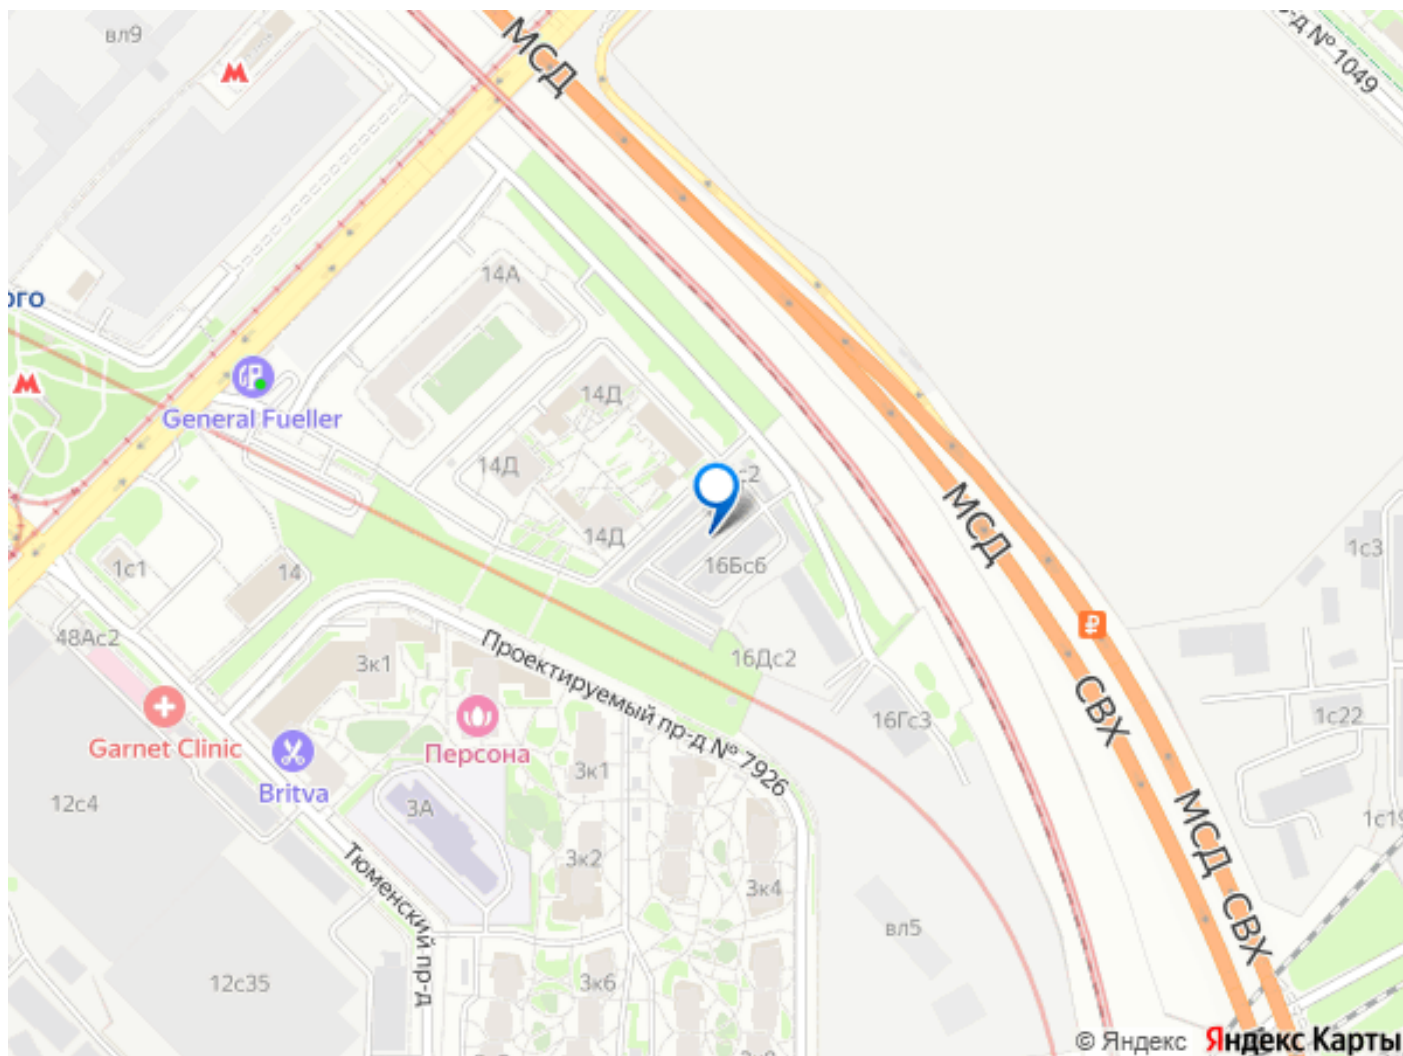 вл9
МСД
д № 1049
14А
ого
General Fueller
14Д
14Д
с2
14Д
16Бс6
МСД
1с3
1с1
14
48Ас2
3к1
Проектируемый пр-д № 7926
16Дс2
16Гс3
СВХ
1с22
Garnet Clinic
Персона
Britva
3к1
12с4
3А
МСД
1с19
Тюменский пр-д
3к2
3к4
СВХ
вл5
12с35
3к6
© Яндекс Яндекс Карты